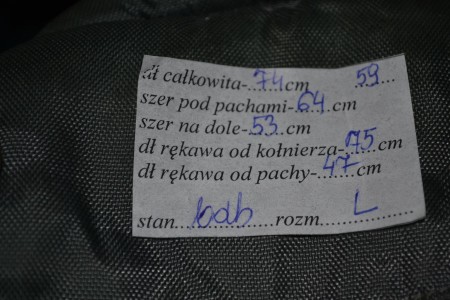 dł całkowita-74cm 59
szer pod pachami-64cm
szer na dole-53cm
dł rękawa od kołnierza-75cm
dł rękawa od pachy-47cm
stan bdb rozm L